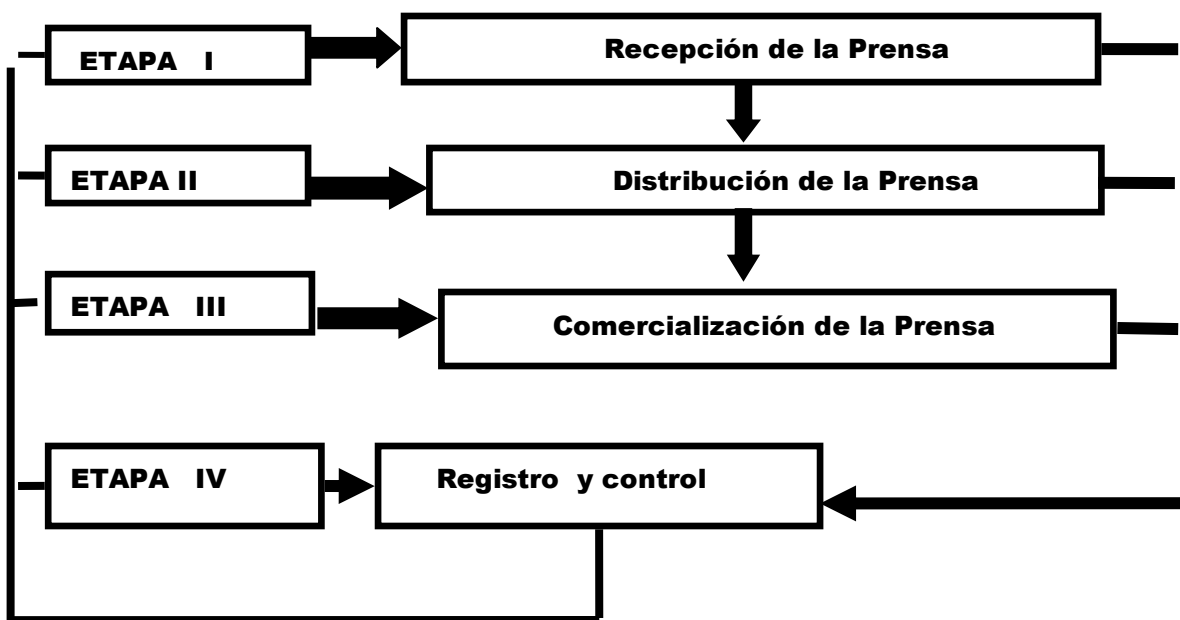 ETAPA I
Recepción de la Prensa
ETAPA II
Distribución de la Prensa
ETAPA III
Comercialización de la Prensa
ETAPA IV
Registro y control